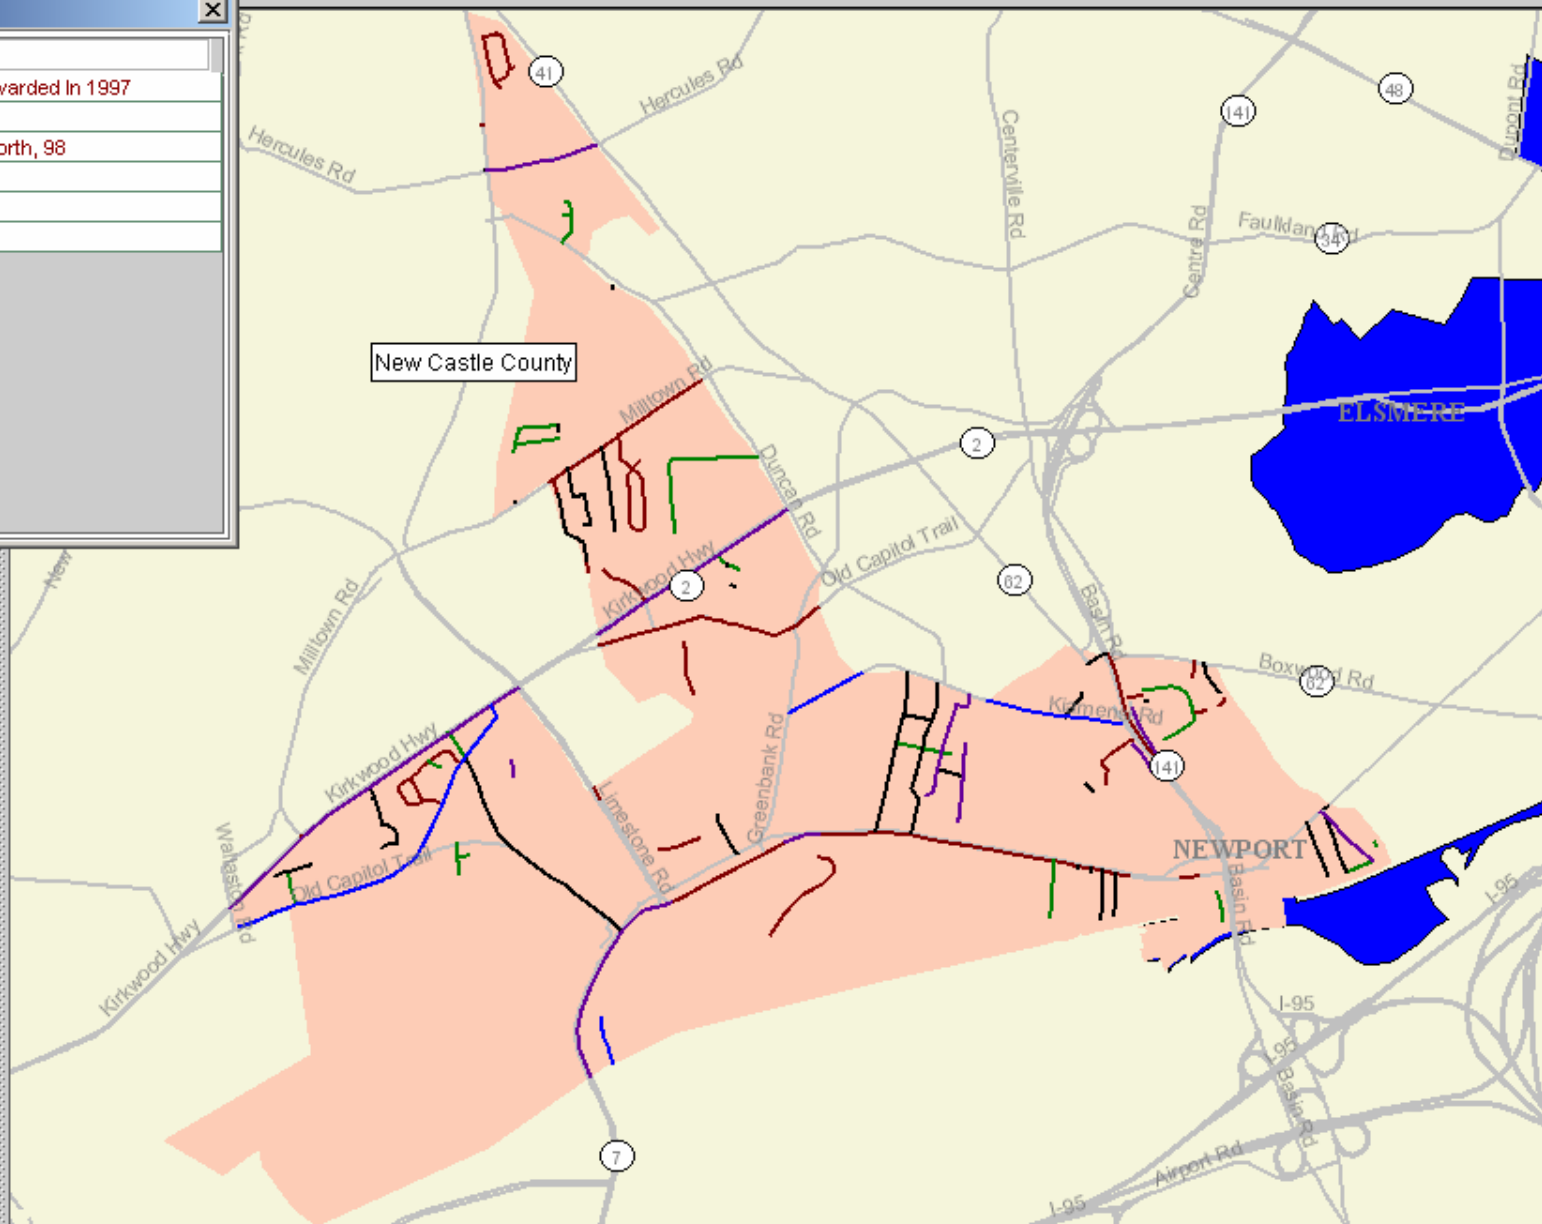 warded In 1997
orth, 98
41
Hercules Rd
Hercules Rd
Centerville Rd
141
48
Dupont Rd
Centre Rd
Faulkland Rd
34
New Castle County
Milltown Rd
ELSMERE
2
Duncan Rd
Old Capitol Trail
Kirkwood Hwy
2
62
New
Milltown Rd
Basin Rd
Boxwood Rd
62
Kiamensi Rd
Kirkwood Hwy
Greenbank Rd
141
Limestone Rd
NEWPORT
Old Capitol Trail
Basin Rd
Kirkwood Hwy
I-95
I-95
I-95
Basin Rd
7
Airport Rd
I-95